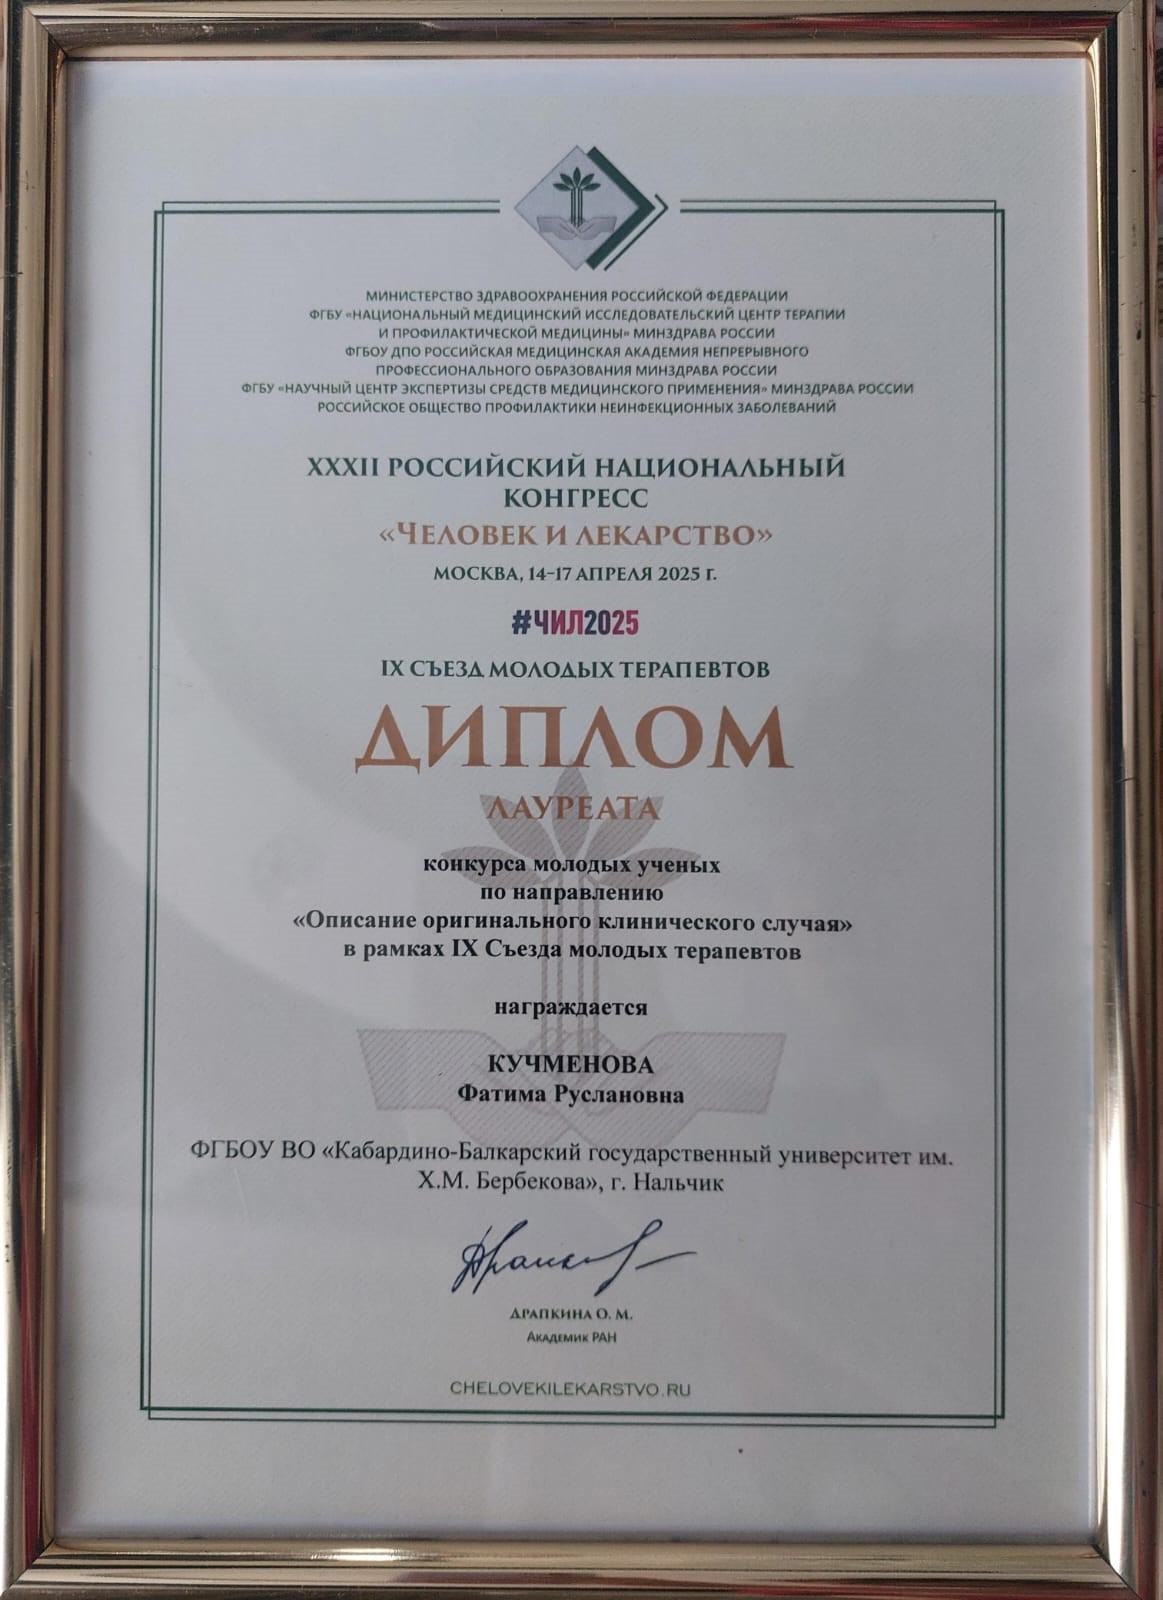 МИНИСТЕРСТВО ЗДРАВООХРАНЕНИЯ РОССИЙСКОЙ ФЕДЕРАЦИИ
ФГБУ «НАЦИОНАЛЬНЫЙ МЕДИЦИНСКИЙ ИССЛЕДОВАТЕЛЬСКИЙ ЦЕНТР ТЕРАПИИ
И ПРОФИЛАКТИЧЕСКОЙ МЕДИЦИНЫ» МИНЗДРАВА РОССИИ
ФГБОУ ДПО РОССИЙСКАЯ МЕДИЦИНСКАЯ АКАДЕМИЯ НЕПРЕРЫВНОГО
ПРОФЕССИОНАЛЬНОГО ОБРАЗОВАНИЯ МИНЗДРАВА РОССИИ
ФГБУ «НАУЧНЫЙ ЦЕНТР ЭКСПЕРТИЗЫ СРЕДСТВ МЕДИЦИНСКОГО ПРИМЕНЕНИЯ» МИНЗДРАВА РОССИИ
РОССИЙСКОЕ ОБЩЕСТВО ПРОФИЛАКТИКИ НЕИНФЕКЦИОННЫХ ЗАБОЛЕВАНИЙ
XXXII РОССИЙСКИЙ НАЦИОНАЛЬНЫЙ
КОНГРЕСС
«ЧЕЛОВЕК И ЛЕКАРСТВО»
МОСКВА, 14-17 АПРЕЛЯ 2025 г.
#ЧИЛ2025
IX СЪЕЗД МОЛОДЫХ ТЕРАПЕВТОВ
ДИПЛОМ
ЛАУРЕАТА
конкурса молодых ученых
по направлению
«Описание оригинального клинического случая»
в рамках IX Съезда молодых терапевтов
награждается
КУЧМЕНОВА
Фатима Руслановна
ФГБОУ ВО «Кабардино-Балкарский государственный университет им.
Х.М. Бербекова», г. Нальчик
ДРАПКИНА О. М.
АКАДЕМИК РАН
CHELOVEKILEKARSTVO.RU